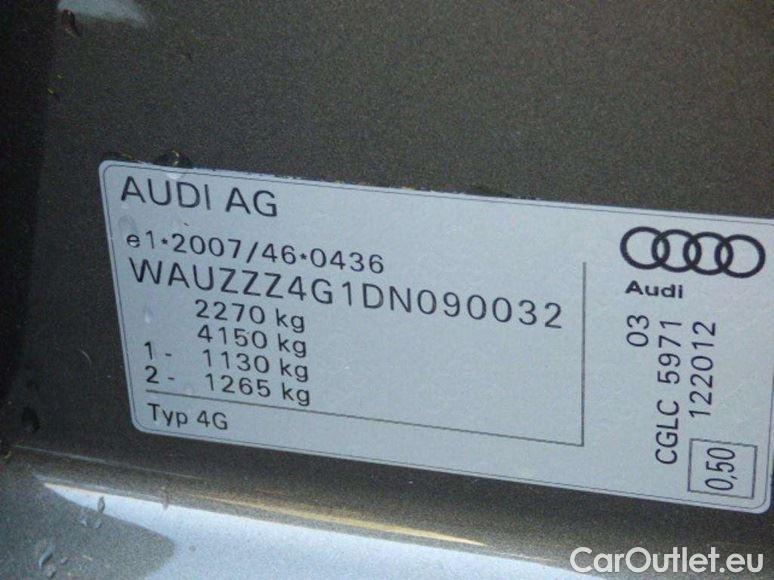 AUDI AG
e1*2007/46*0436
WAUZZZ4G1DN090032
2270 kg
4150 kg
1 - 1130 kg
2 - 1265 kg
Typ 4G
Audi
03
CGLC 5971
122012
0,50
CarOutlet.eu